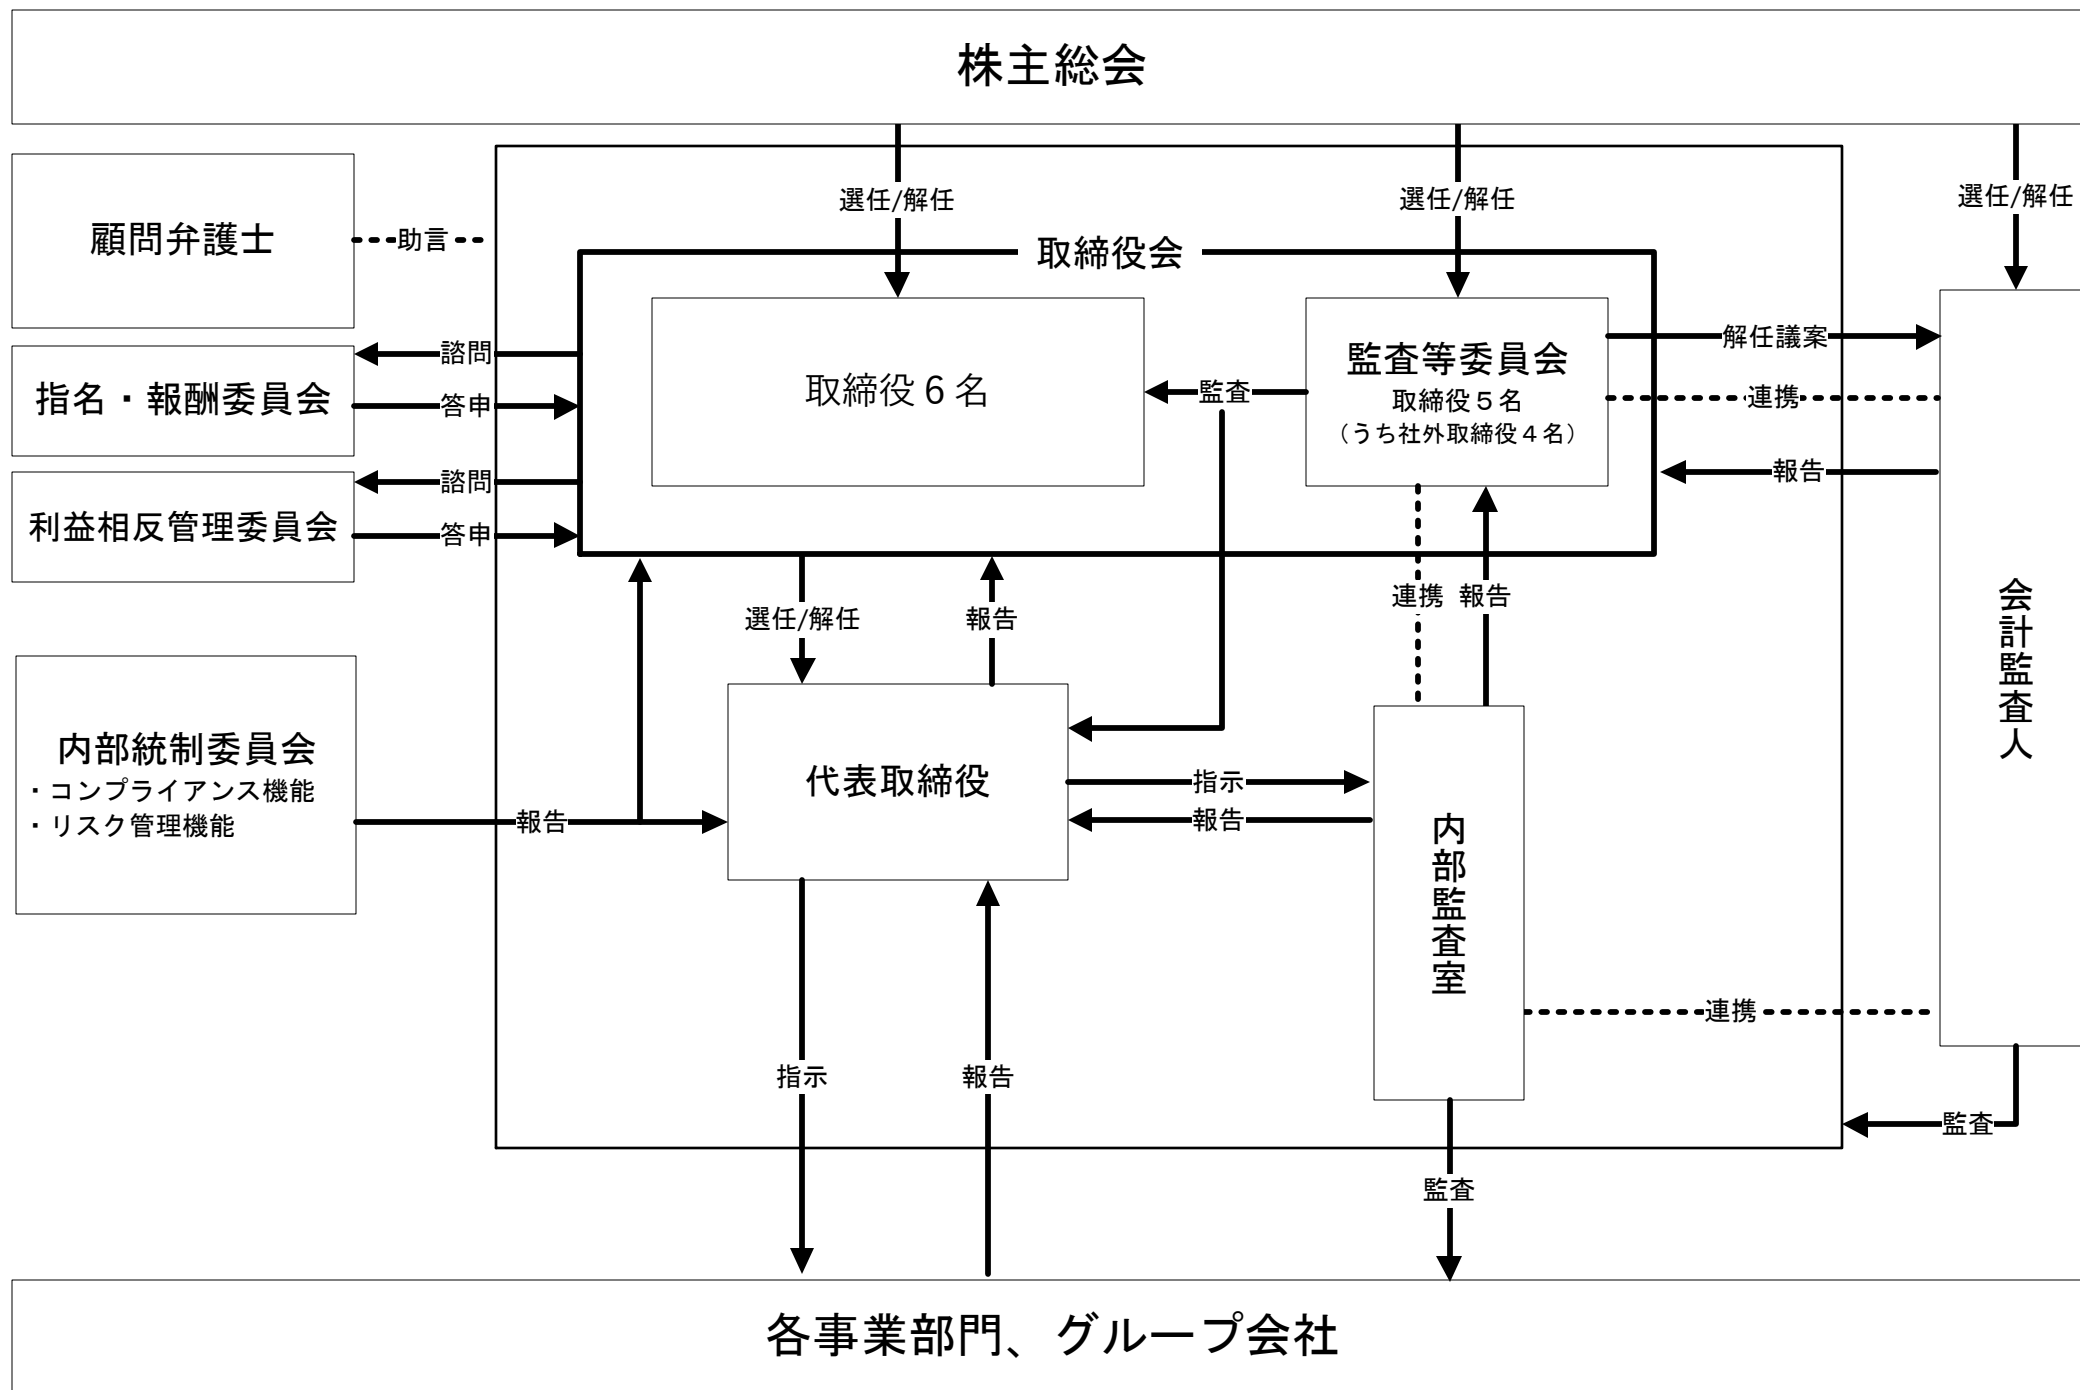 株主総会
選任/解任
選任/解任
選任/解任
顧問弁護士
助言
取締役会
諮問
指名・報酬委員会
答申
諮問
利益相反管理委員会
答申
取締役６名
監査
監査等委員会
取締役５名
（うち社外取締役４名）
解任議案
連携
報告
選任/解任
報告
連携
報告
会計監査人
内部統制委員会
・コンプライアンス機能
・リスク管理機能
報告
代表取締役
指示
報告
内部監査室
連携
指示
報告
監査
監査
各事業部門、グループ会社